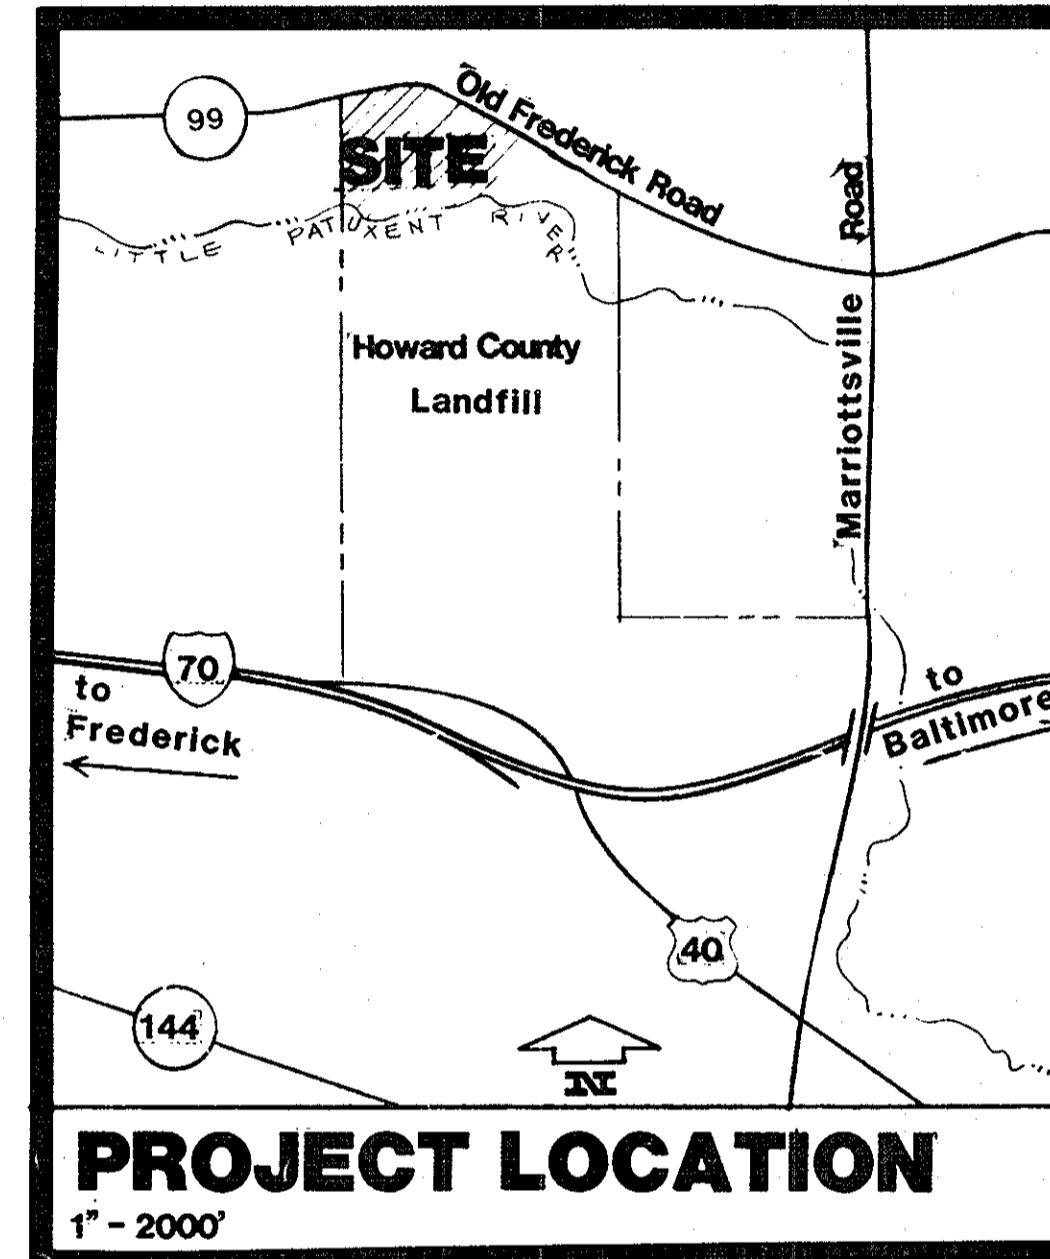 99
Old Frederick Road
SITE
Road
LITTLE PATUXENT RIVER
Marriottsville
Howard County
Landfill
70
to
Frederick
to
Baltimore
40
144
N
PROJECT LOCATION
1" - 2000'